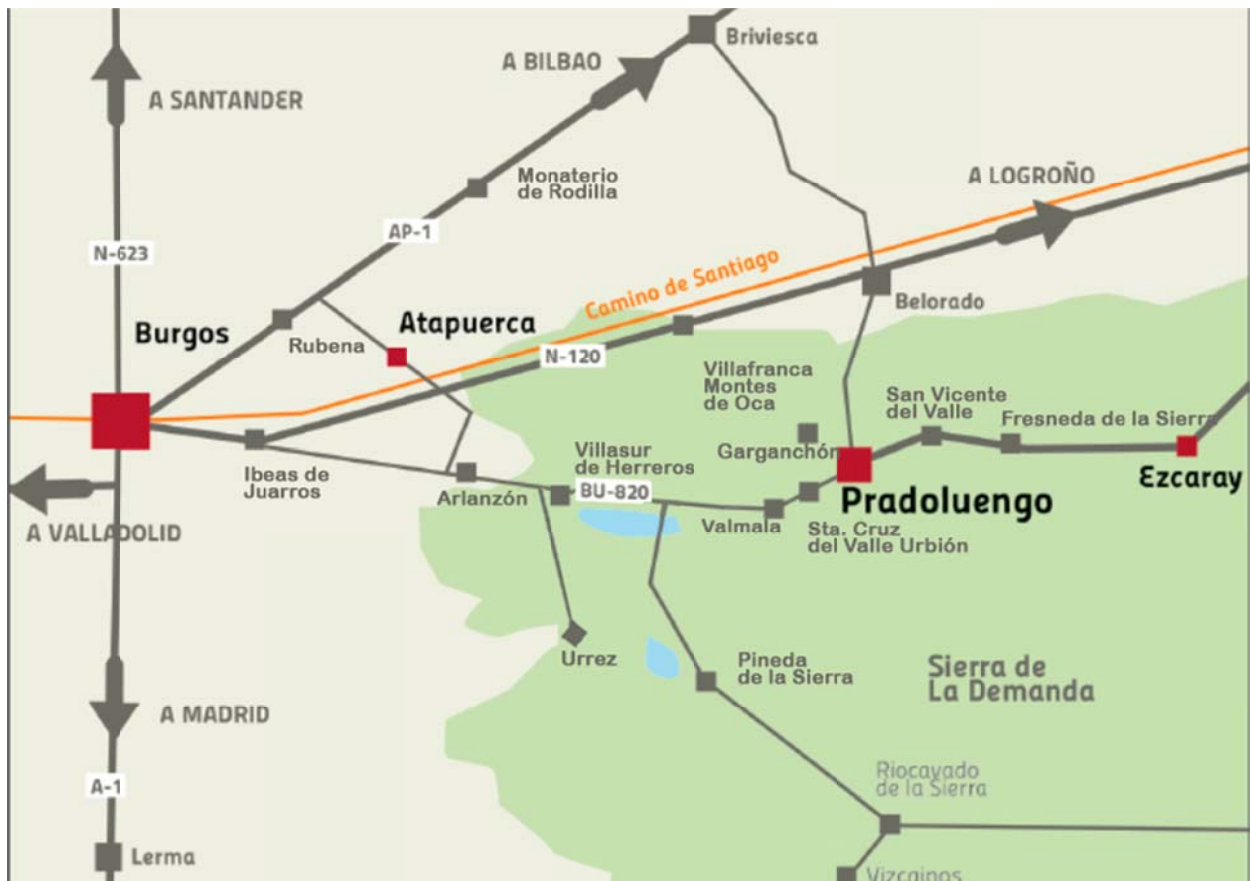 Briviesca
A BILBAO
A SANTANDER
Monaterio
de Rodilla
A LOGROÑO
AP-1
N-623
Camino de Santiago
Belorado
Burgos
Rubena
Atapuerca
N-120
Villafranca
Montes
de Oca
San Vicente
del Valle
Fresneda de la Sierra
Garganchón
Ezcaray
Ibeas de
Juarros
Villasur
de Herreros
Arlanzón
BU-820
Pradoluengo
Valmala
Sta. Cruz
del Valle Urbión
A VALLADOLID
Urrez
Pineda
de la Sierra
Sierra de
La Demanda
A MADRID
A-1
Riocavado
de la Sierra
Lerma
Vizcainos